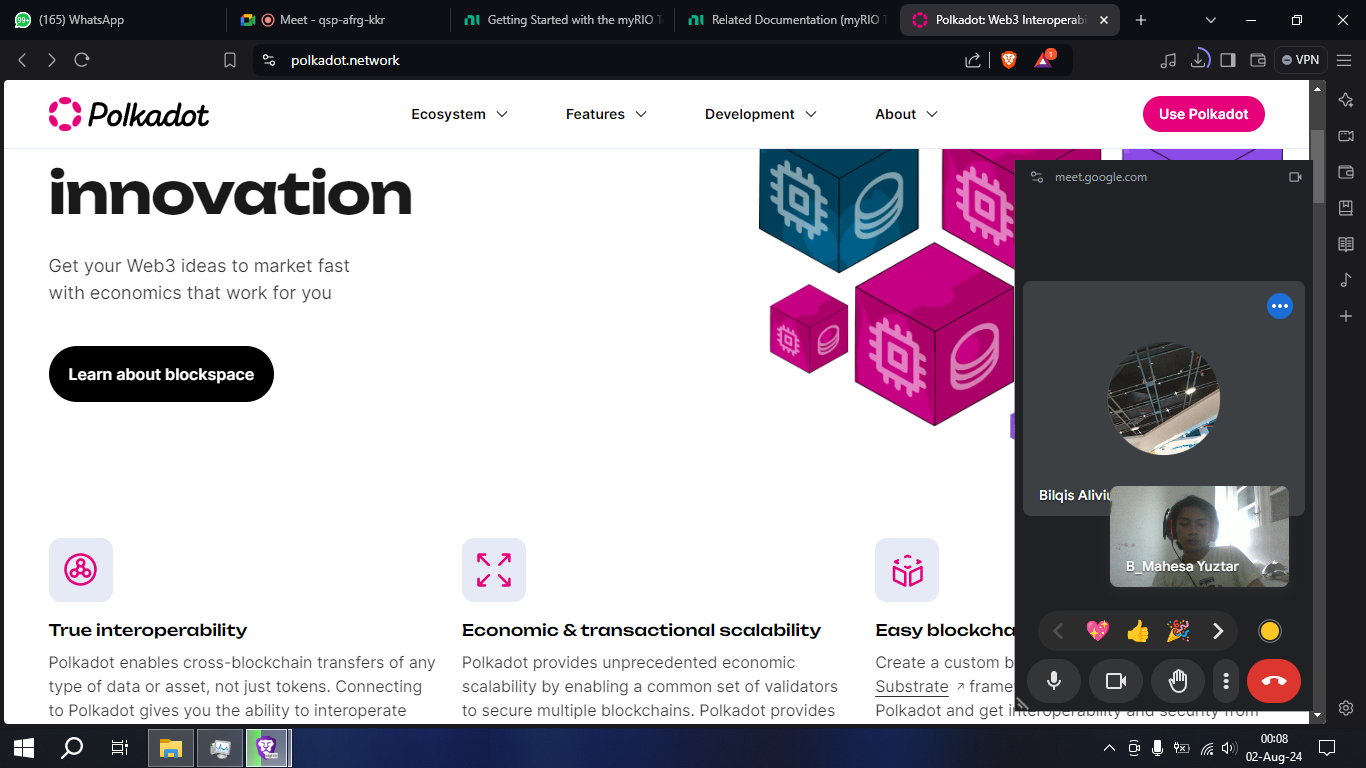 99+
(165) WhatsApp
Meet - qsp-afrg-kkr
Getting Started with the myRIO T
Related Documentation (myRIO T
Polkadot: Web3 Interoperabi
polkadot.network
1
VPN
Polkadot
Ecosystem
Features
Development
About
Use Polkadot
innovation
Get your Web3 ideas to market fast
with economics that work for you
Learn about blockspace
True interoperability
Polkadot enables cross-blockchain transfers of any
type of data or asset, not just tokens. Connecting
to Polkadot gives you the ability to interoperate
Economic & transactional scalability
Polkadot provides unprecedented economic
scalability by enabling a common set of validators
to secure multiple blockchains. Polkadot provides
Easy blockcha
Create a custom b
Substrate ↗ frame
Polkadot and get interoperability and security from
meet.google.com
Bilqis Aliviu
B_Mahesa Yuztar
00:08
02-Aug-24